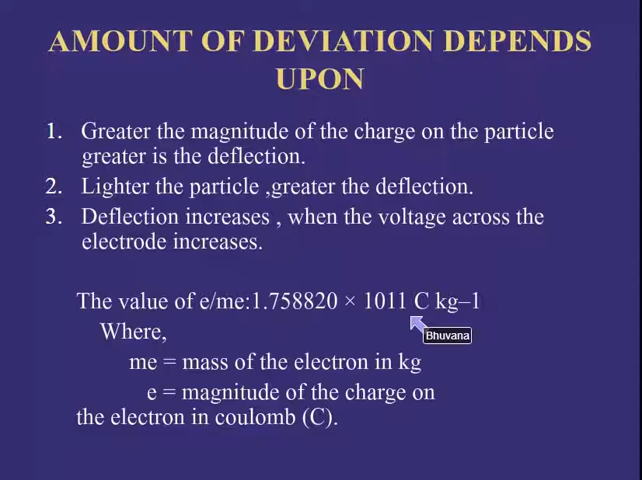 AMOUNT OF DEVIATION DEPENDS
UPON
1. Greater the magnitude of the charge on the particle
greater is the deflection.
2. Lighter the particle ,greater the deflection.
3. Deflection increases , when the voltage across the
electrode increases.
The value of e/me:1.758820 × 1011 C kg–1
Bhuvana
Where,
me = mass of the electron in kg
e = magnitude of the charge on
the electron in coulomb (C).